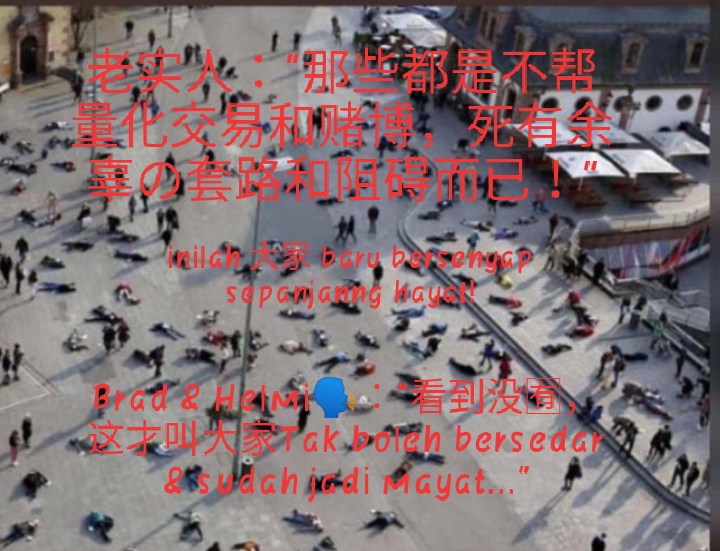 老实人：“那些都是不帮
量化交易和赌博，死有余
辜の套路和阻碍而已！”
inilah 大家 baru bersenyap
sepanjanng hayat!
Brad & Helmi🗣️：“看到没🈶，
这才叫大家Tak boleh bersedar
& sudah jadi Mayat...”